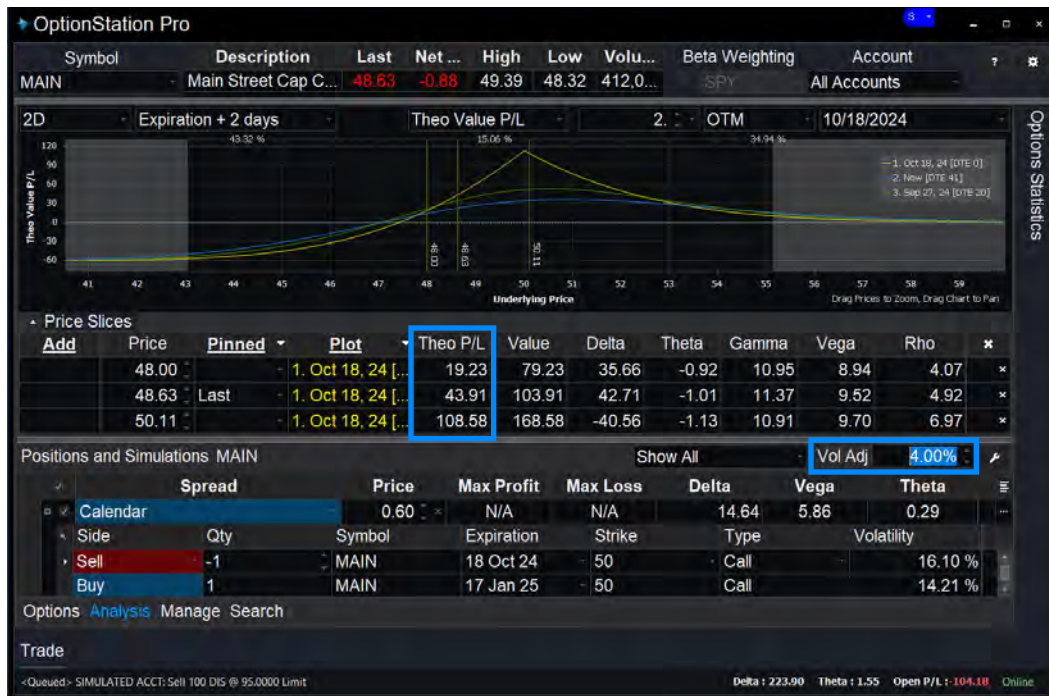 OptionStation Pro S
Symbol Description Last Net ... High Low Volu... Beta Weighting Account ?
MAIN Main Street Cap C... 48.63 -0.88 49.39 48.32 412,0... SPY All Accounts
2D Expiration + 2 days Theo Value P/L 2. OTM 10/18/2024
Options Statistics
43.32 % 15.06 % 34.94 %
Theo Value P/L
120
90
60
30
0
-30
-60
1. Oct 18, 24 [DTE 0]
2. Now [DTE 41]
3. Sep 27, 24 [DTE 20]
48.00 48.63 50.11
41 42 43 44 45 46 47 48 49 50 51 52 53 54 55 56 57 58 59
Underlying Price Drag Prices to Zoom, Drag Chart to Pan
Price Slices
Add Price Pinned Plot Theo P/L Value Delta Theta Gamma Vega Rho
48.00 1. Oct 18, 24 [... 19.23 79.23 35.66 -0.92 10.95 8.94 4.07
48.63 Last 1. Oct 18, 24 [... 43.91 103.91 42.71 -1.01 11.37 9.52 4.92
50.11 1. Oct 18, 24 [... 108.58 168.58 -40.56 -1.13 10.91 9.70 6.97
Positions and Simulations MAIN Show All Vol Adj 4.00%
Spread Price Max Profit Max Loss Delta Vega Theta
Calendar 0.60 N/A N/A 14.64 5.86 0.29
Side Qty Symbol Expiration Strike Type Volatility
Sell -1 MAIN 18 Oct 24 50 Call 16.10 %
Buy 1 MAIN 17 Jan 25 50 Call 14.21 %
Options Analysis Manage Search
Trade
<Queued> SIMULATED ACCT: Sell 100 DIS @ 95.0000 Limit Delta : 223.90 Theta : 1.55 Open P/L :-104.18 Online